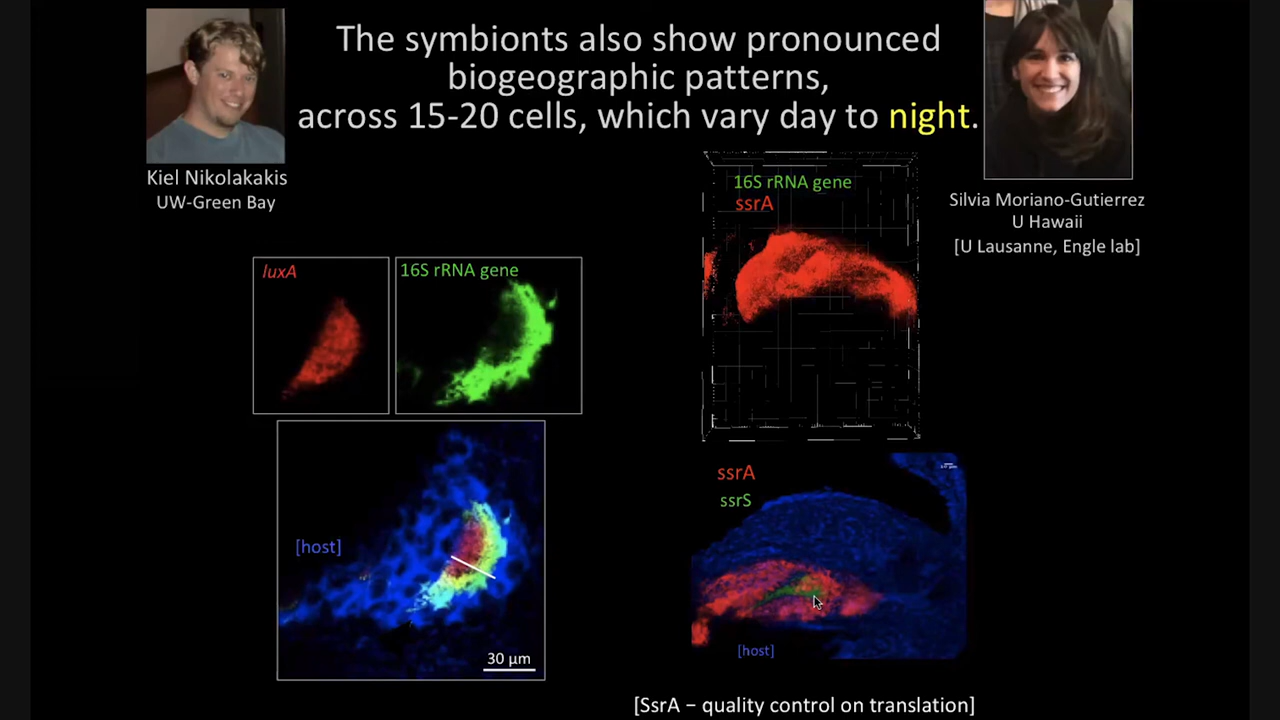 The symbionts also show pronounced
biogeographic patterns,
across 15-20 cells, which vary day to night.
Kiel Nikolakakis
UW-Green Bay
Silvia Moriano-Gutierrez
U Hawaii
[U Lausanne, Engle lab]
luxA
16S rRNA gene
[host]
30 μm
16S rRNA gene
ssrA
ssrA
ssrS
[host]
[SsrA – quality control on translation]